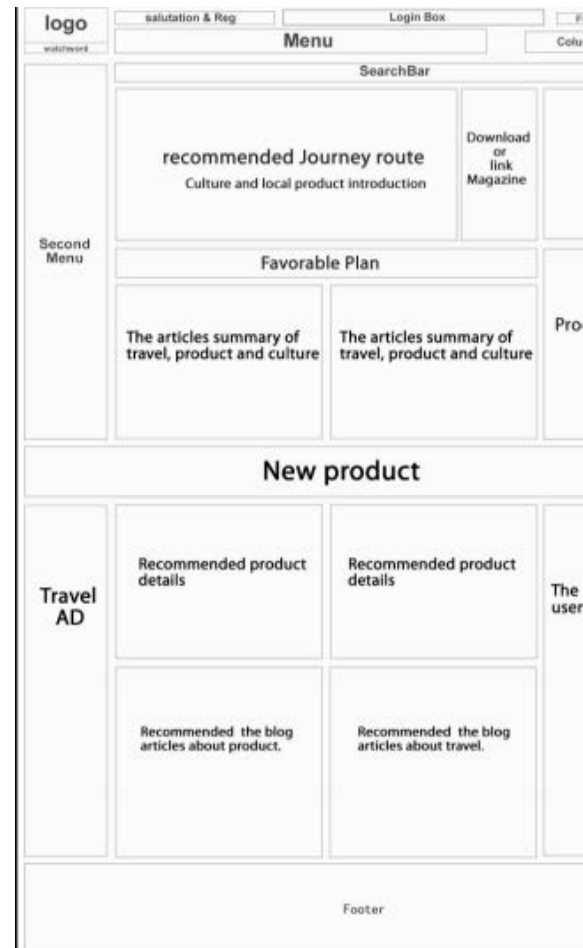 logo
salutation & Reg
Login Box
watchword
Menu
SearchBar
recommended Journey route
Culture and local product introduction
Download
or
link
Magazine
Second
Menu
Favorable Plan
The articles summary of
travel, product and culture
The articles summary of
travel, product and culture
New product
Travel
AD
Recommended product
details
Recommended product
details
The
user
Recommended the blog
articles about product.
Recommended the blog
articles about travel.
Footer